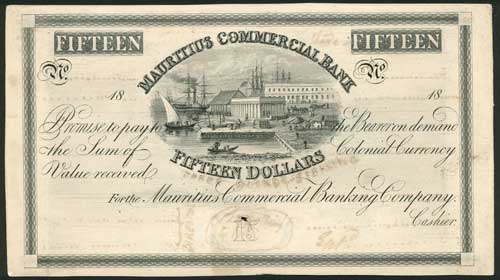 FIFTEEN MAURITIUS COMMERCIAL BANK FIFTEEN
No. No.
18 18
Promise to pay to the Bearer on demand
the Sum of FIFTEEN DOLLARS Colonial Currency
Value received
For the Mauritius Commercial Banking Company.
Cashier.
15